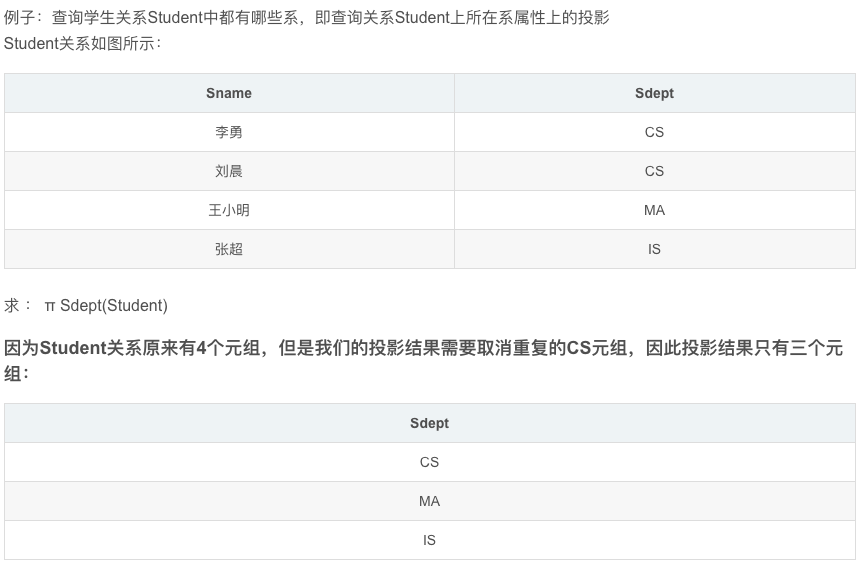 例子：查询学生关系Student中都有哪些系，即查询关系Student上所在系属性上的投影
Student关系如图所示：
Sname Sdept
李勇 CS
刘晨 CS
王小明 MA
张超 IS
求 ： π Sdept(Student)
因为Student关系原来有4个元组，但是我们的投影结果需要取消重复的CS元组，因此投影结果只有三个元
组：
Sdept
CS
MA
IS